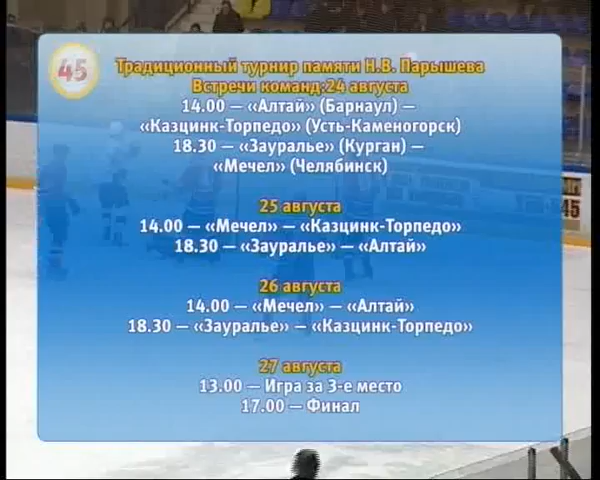 45
Традиционный турнир памяти Н.В. Парышева
Встречи команд:24 августа
14.00 — «Алтай» (Барнаул) —
«Казцинк-Торпедо» (Усть-Каменогорск)
18.30 — «Зауралье» (Курган) —
«Мечел» (Челябинск)
25 августа
14.00 — «Мечел» — «Казцинк-Торпедо»
18.30 — «Зауралье» — «Алтай»
26 августа
14.00 — «Мечел» — «Алтай»
18.30 — «Зауралье» — «Казцинк-Торпедо»
27 августа
13.00 — Игра за 3-е место
17.00 — Финал
45